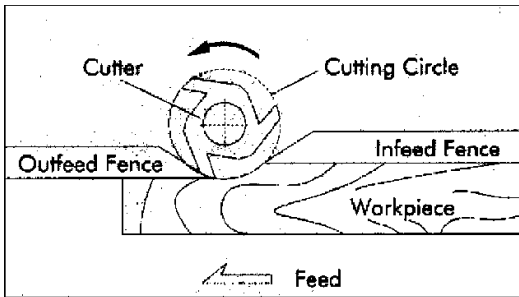 Cutter
Cutting Circle
Outfeed Fence
Infeed Fence
Workpiece
Feed